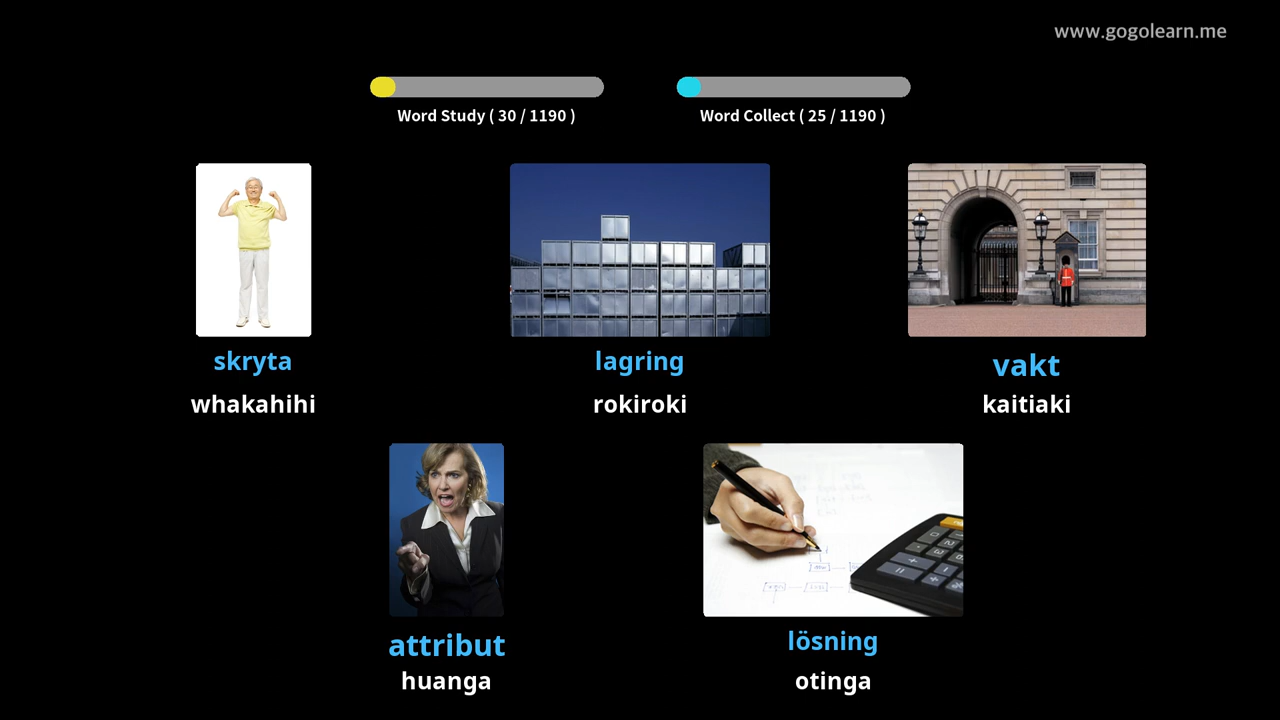 www.gogolearn.me
Word Study ( 30 / 1190 )
Word Collect ( 25 / 1190 )
skryta
lagring
vakt
whakahihi
rokiroki
kaitiaki
attribut
lösning
huanga
otinga